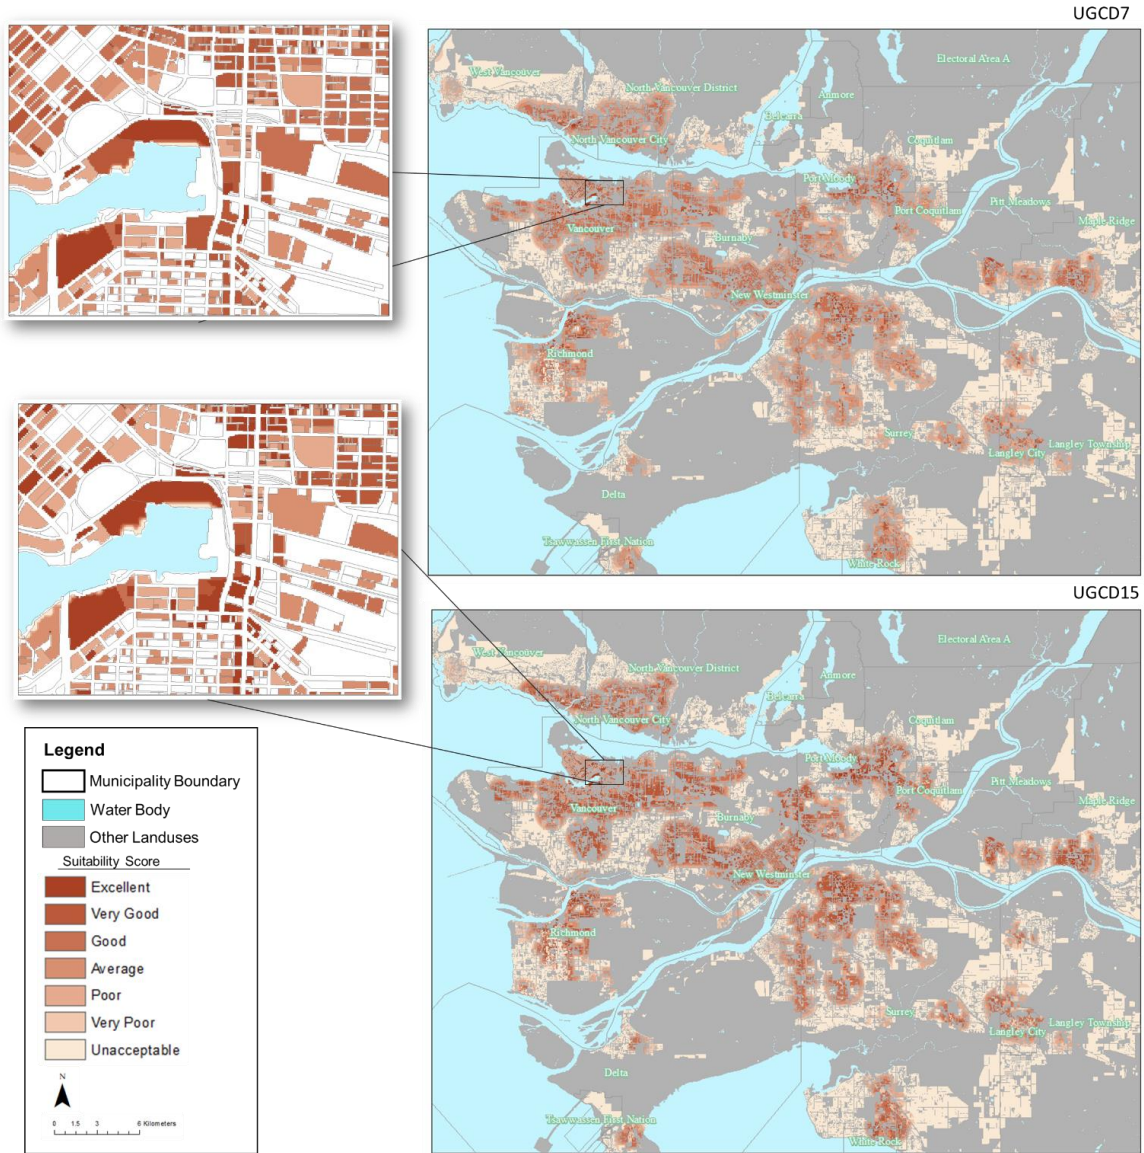 UGCD7
West Vancouver
Electoral Area A
North Vancouver District
Anmore
Belcarra
North Vancouver City
Coquitlam
Port Moody
Pitt Meadows
Port Coquitlam
Maple Ridge
Vancouver
Burnaby
New Westminster
Richmond
Surrey
Langley Township
Langley City
Delta
Tsawwassen First Nation
White Rock
UGCD15
West Vancouver
Electoral Area A
North Vancouver District
Anmore
Belcarra
North Vancouver City
Coquitlam
Port Moody
Pitt Meadows
Port Coquitlam
Maple Ridge
Vancouver
Burnaby
New Westminster
Richmond
Surrey
Langley Township
Langley City
Delta
Tsawwassen First Nation
White Rock
Legend
Municipality Boundary
Water Body
Other Landuses
Suitability Score
Excellent
Very Good
Good
Average
Poor
Very Poor
Unacceptable
N
0 1.5 3 6 Kilometers